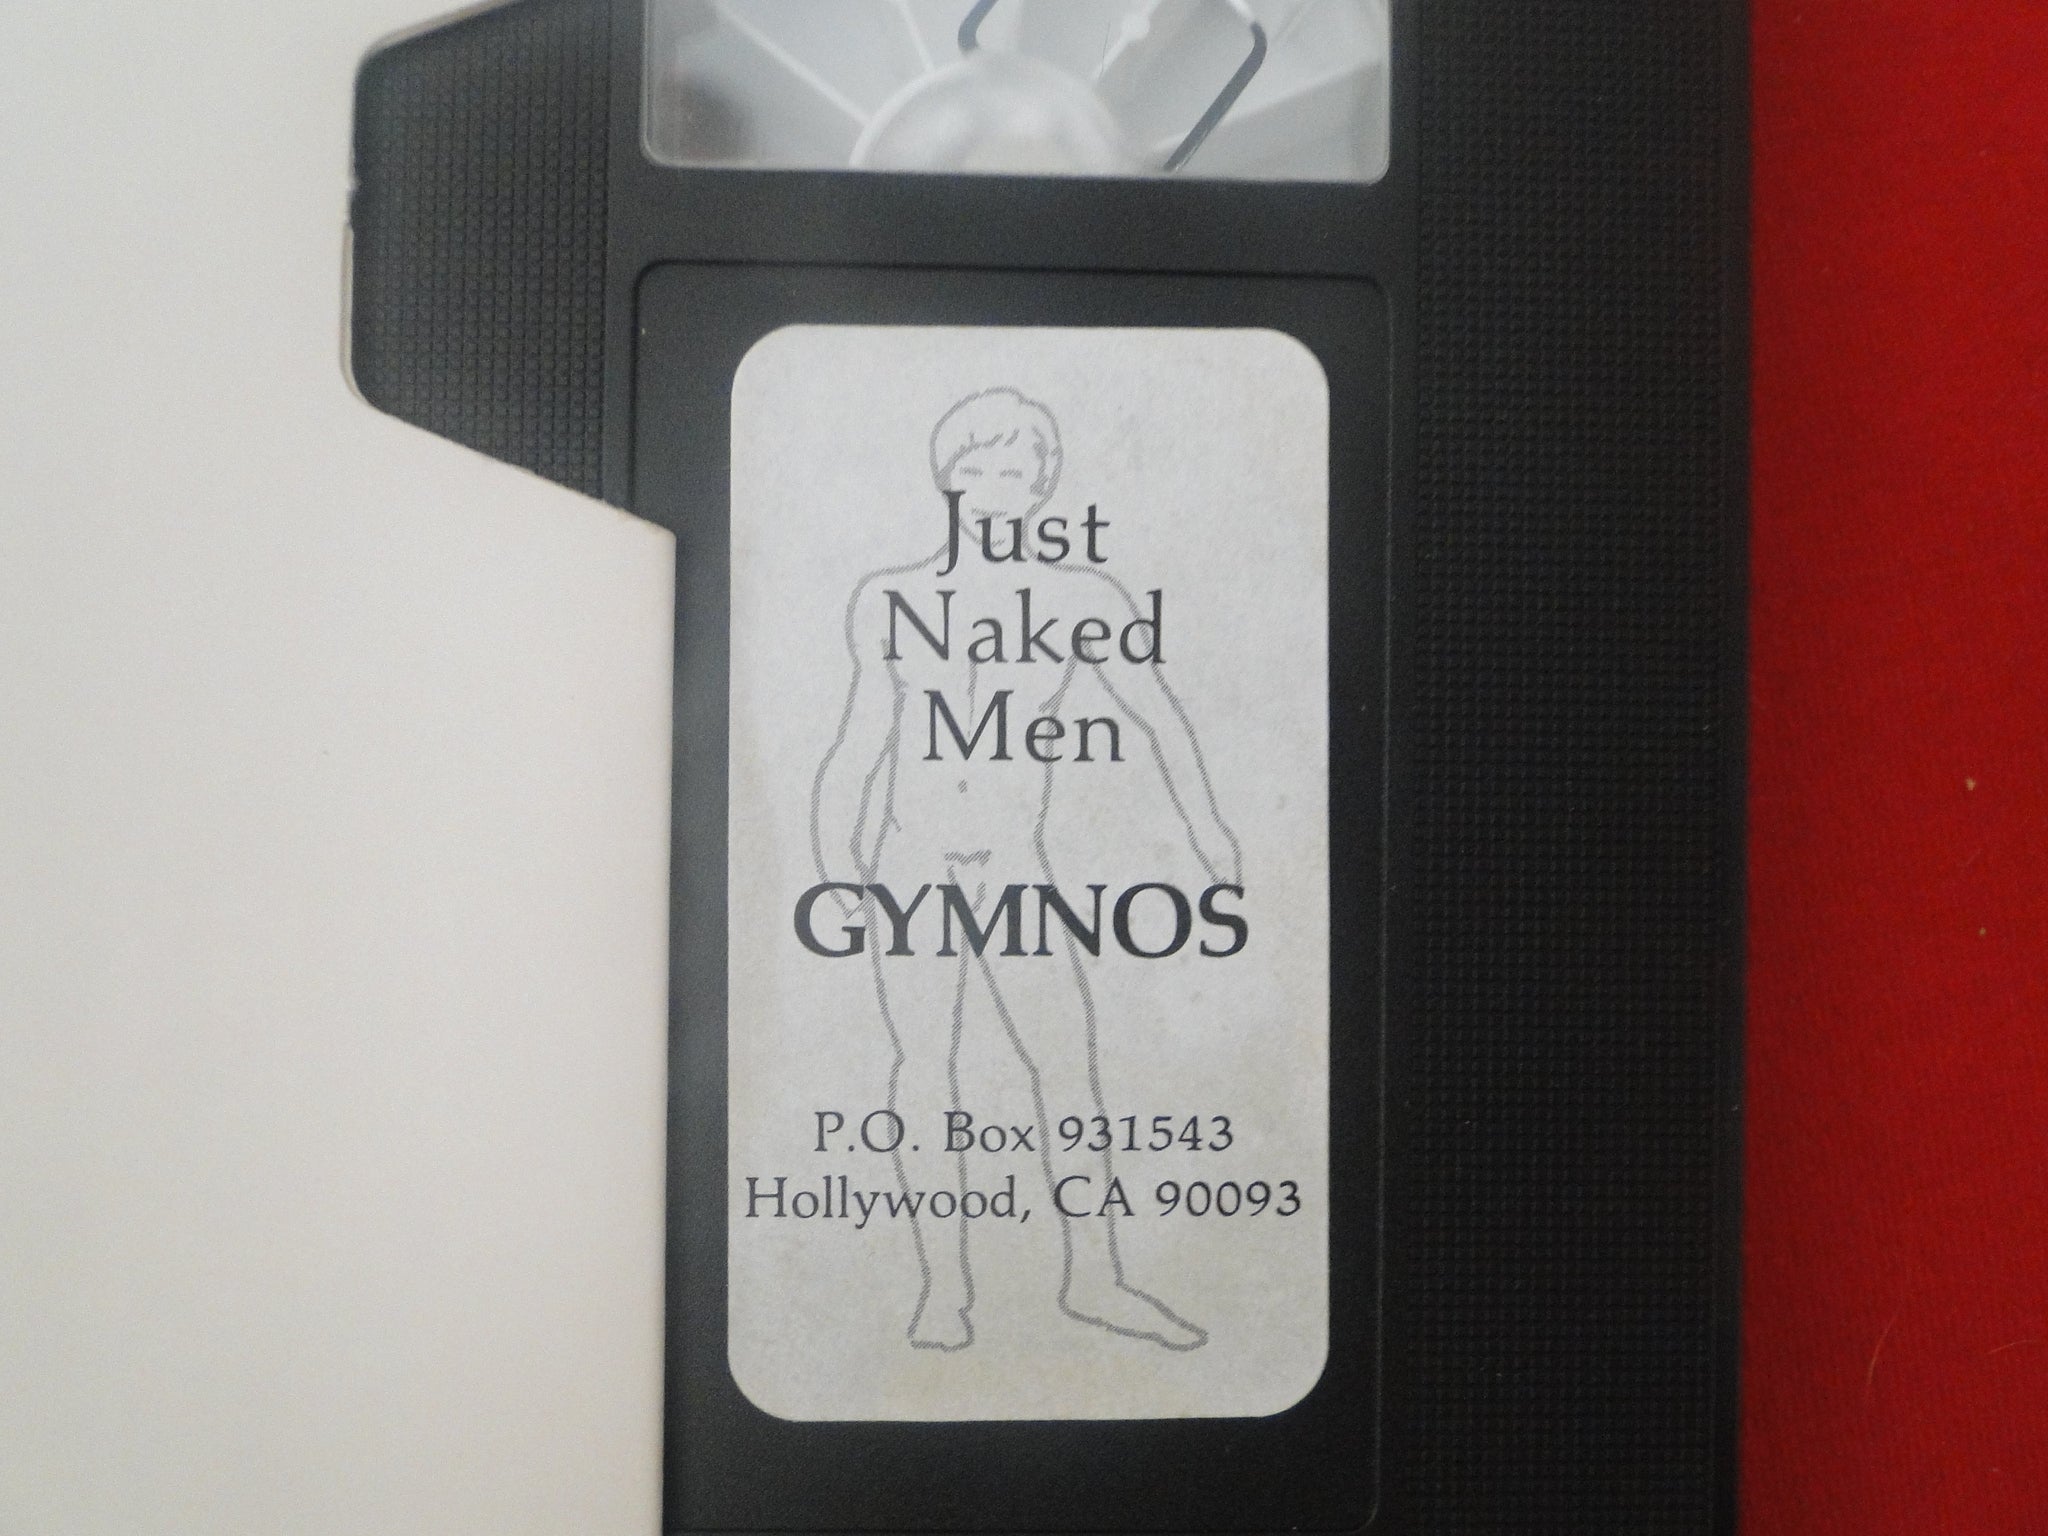 Just
Naked
Men
GYMNOS
P.O. Box 931543
Hollywood, CA 90093